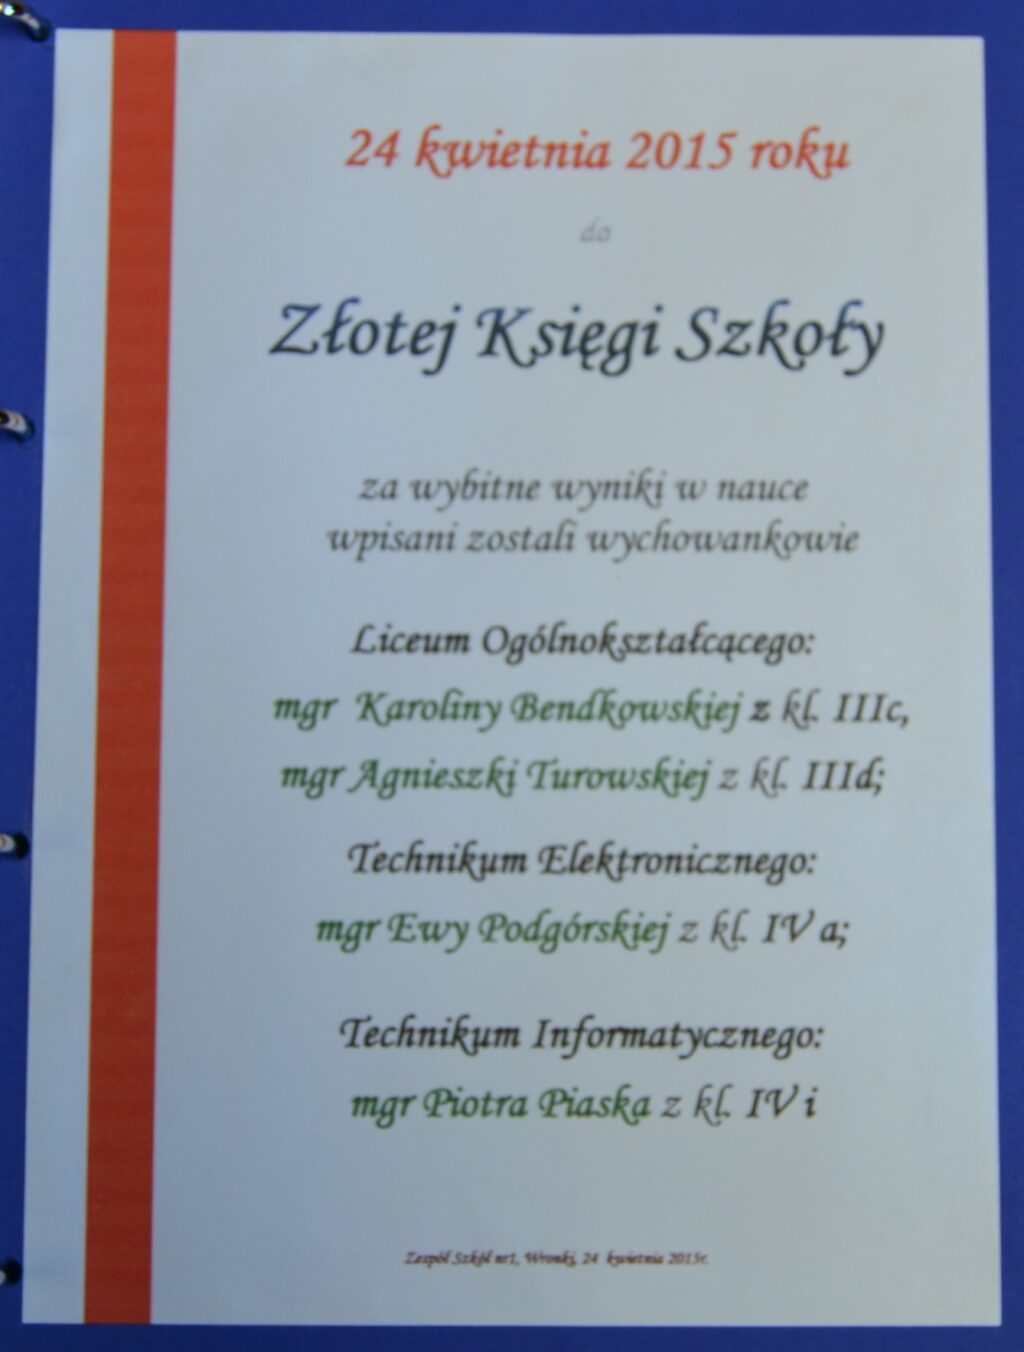 24 kwietnia 2015 roku
do
Złotej Księgi Szkoły
za wybitne wyniki w nauce
wpisani zostali wychowankowie
Liceum Ogólnokształcącego:
mgr Karoliny Bendkowskiej z kl. IIIc,
mgr Agnieszki Turowskiej z kl. IIId;
Technikum Elektronicznego:
mgr Ewy Podgórskiej z kl. IV a;
Technikum Informatycznego:
mgr Piotra Piaska z kl. IV i
Zespół Szkół nr1, Wronki, 24 kwietnia 2015r.